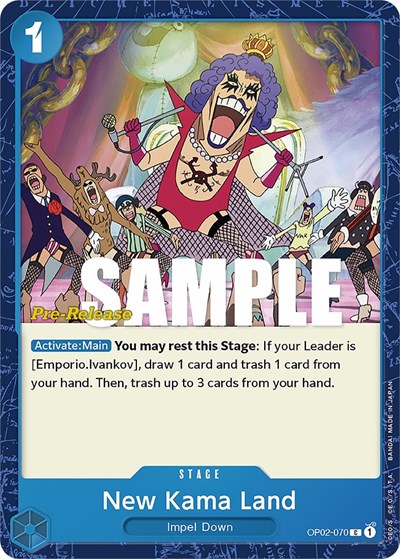 1
SAMPLE
Pre-Release
Activate:Main You may rest this Stage: If your Leader is
[Emporio.Ivankov], draw 1 card and trash 1 card from
your hand. Then, trash up to 3 cards from your hand.
STAGE
New Kama Land
Impel Down
OP02-070 C 1
BANDAI MADE IN JAPAN